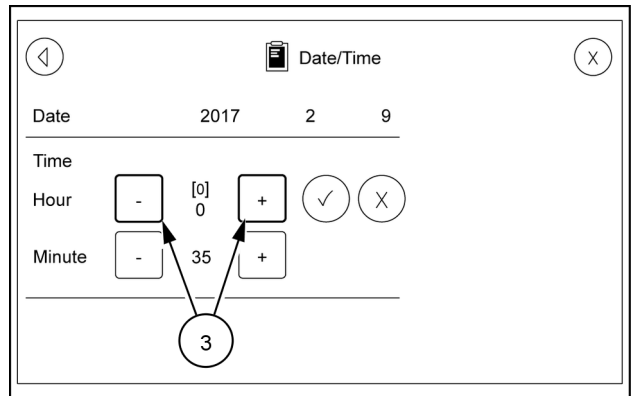 Date/Time
X
Date 2017 2 9
Time
Hour - [0] + X
0
Minute - 35 +
3